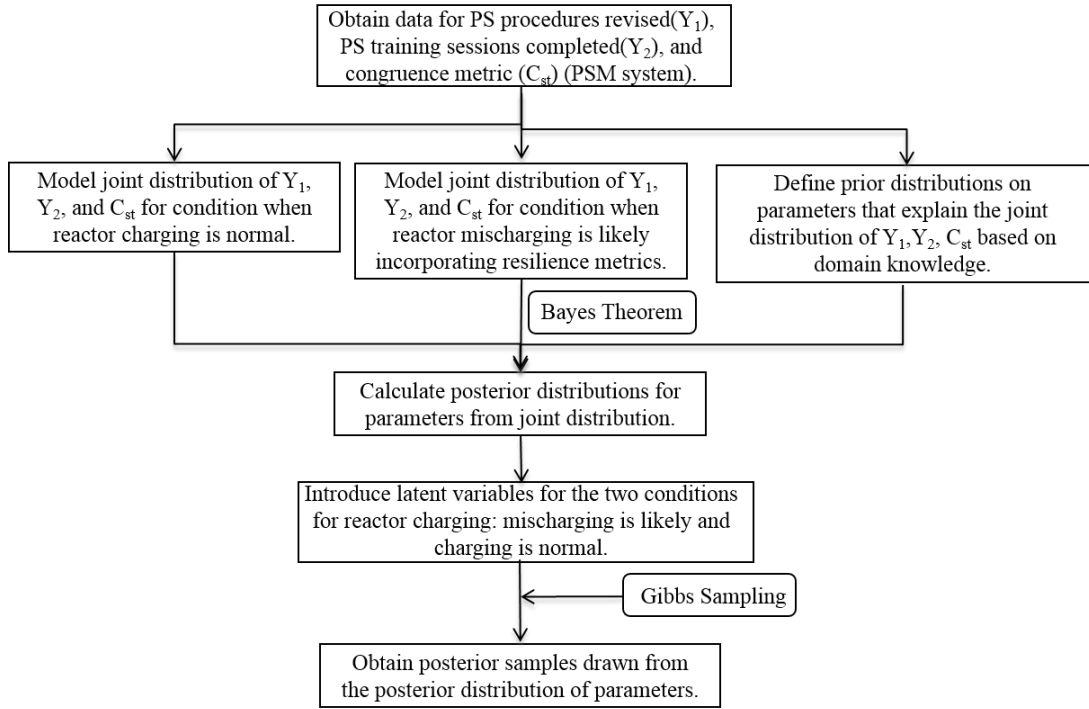 Obtain data for PS procedures revised(Y₁),
PS training sessions completed(Y₂), and
congruence metric (Cₛₜ) (PSM system).
Model joint distribution of Y₁,
Y₂, and Cₛₜ for condition when
reactor charging is normal.
Model joint distribution of Y₁,
Y₂, and Cₛₜ for condition when
reactor mischarging is likely
incorporating resilience metrics.
Define prior distributions on
parameters that explain the joint
distribution of Y₁,Y₂, Cₛₜ based on
domain knowledge.
Bayes Theorem
Calculate posterior distributions for
parameters from joint distribution.
Introduce latent variables for the two conditions
for reactor charging: mischarging is likely and
charging is normal.
Gibbs Sampling
Obtain posterior samples drawn from
the posterior distribution of parameters.